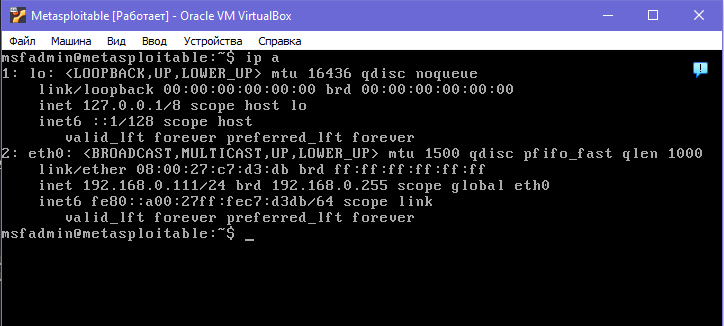 Metasploitable [Работает] - Oracle VM VirtualBox
Файл Машина Вид Ввод Устройства Справка
msfadmin@metasploitable:~$ ip a
1: lo: <LOOPBACK,UP,LOWER_UP> mtu 16436 qdisc noqueue
    link/loopback 00:00:00:00:00:00 brd 00:00:00:00:00:00
    inet 127.0.0.1/8 scope host lo
    inet6 ::1/128 scope host
       valid_lft forever preferred_lft forever
2: eth0: <BROADCAST,MULTICAST,UP,LOWER_UP> mtu 1500 qdisc pfifo_fast qlen 1000
    link/ether 08:00:27:c7:d3:db brd ff:ff:ff:ff:ff:ff
    inet 192.168.0.111/24 brd 192.168.0.255 scope global eth0
    inet6 fe80::a00:27ff:fec7:d3db/64 scope link
       valid_lft forever preferred_lft forever
msfadmin@metasploitable:~$ _